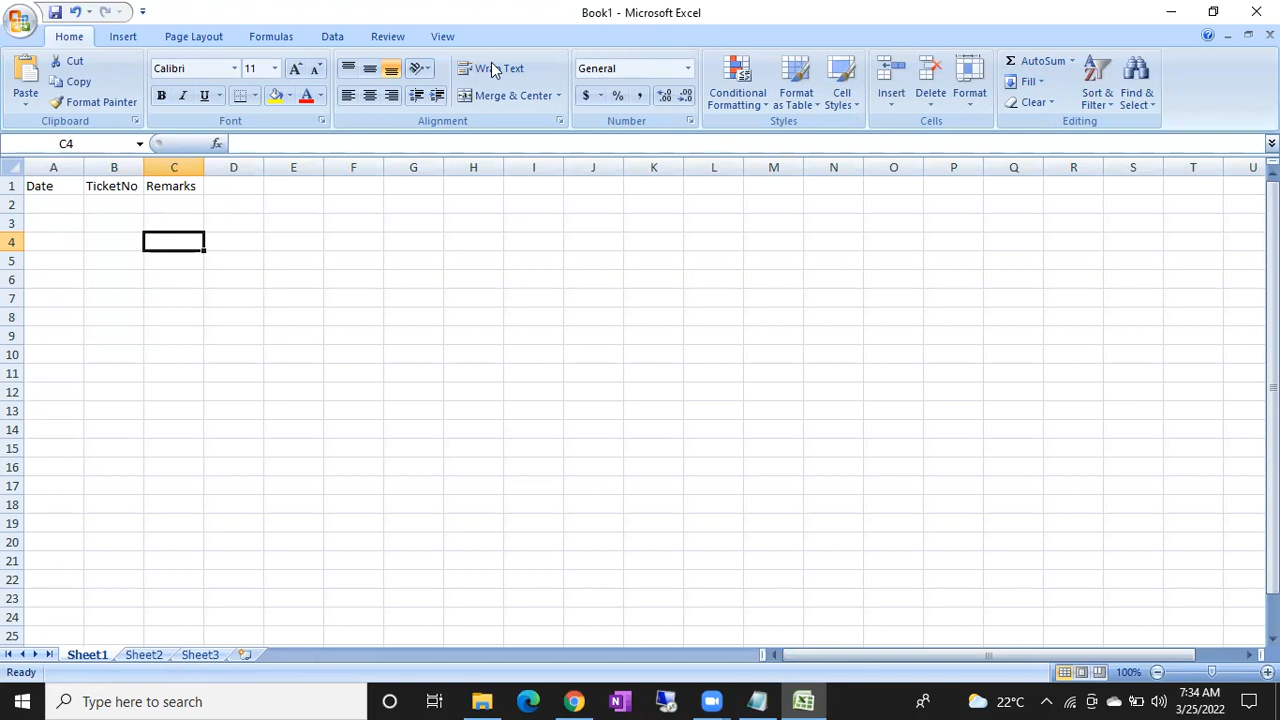 Book1 - Microsoft Excel
Home Insert Page Layout Formulas Data Review View
Cut
Copy
Format Painter
Paste
Clipboard
Calibri 11
B I U
Font
Wrap Text
Merge & Center
Alignment
General
$ % ,
Number
Conditional Formatting
Format as Table
Cell Styles
Styles
Insert Delete Format
Cells
Σ AutoSum
Fill
Clear
Sort & Filter
Find & Select
Editing
C4 fx
A B C D E F G H I J K L M N O P Q R S T U
1 Date TicketNo Remarks
2
3
4
5
6
7
8
9
10
11
12
13
14
15
16
17
18
19
20
21
22
23
24
25
Sheet1 Sheet2 Sheet3
Ready 100%
Type here to search
22°C
7:34 AM
3/25/2022